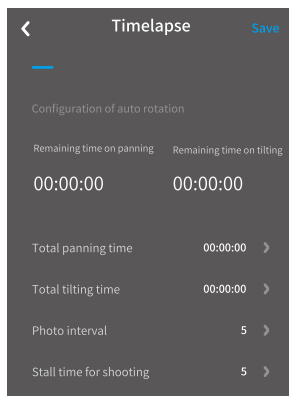 Timelapse Save
Configuration of auto rotation
Remaining time on panning Remaining time on tilting
00:00:00 00:00:00
Total panning time 00:00:00
Total tilting time 00:00:00
Photo interval 5
Stall time for shooting 5